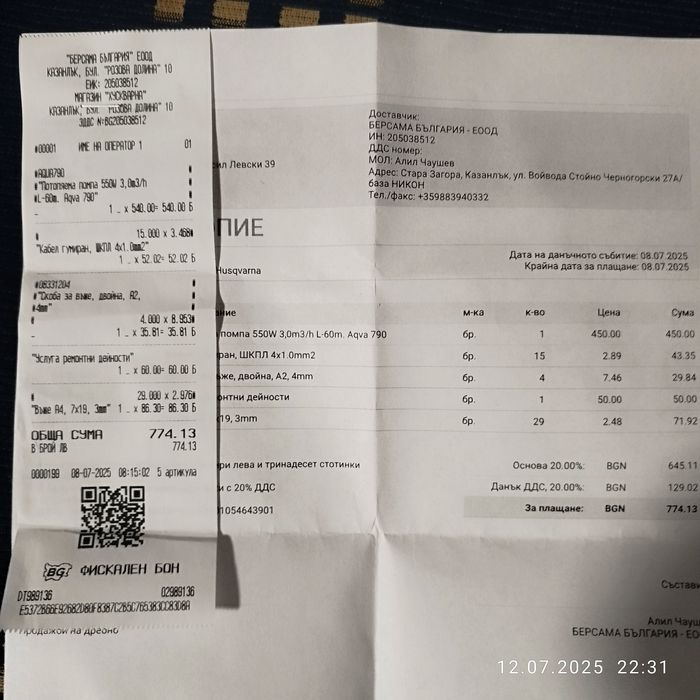 "БЕРСАМА БЪЛГАРИЯ" ЕООД
КАЗАНЛЪК, БУЛ. "РОЗОВА ДОЛИНА" 10
ЕИК: 205038512
МАГАЗИН "ХУСКВАРНА"
КАЗАНЛЪК, БУЛ. "РОЗОВА ДОЛИНА" 10
ЗДДС N:BG205038512
#00001 ИМЕ НА ОПЕРАТОР 1 01
#AQUA790
#"Потопяема помпа 550W 3,0m3/h
#L-60m. Aqva 790"
1 _ x 540.00= 540.00 Б
15.000 x 3.468#
"Кабел гумиран, ШКПЛ 4x1.0mm2"
1 _ x 52.02= 52.02 Б
#08331204
#"Скоба за въже, двойна, A2,
#4mm"
4.000 x 8.953#
1 _ x 35.81= 35.81 Б
"Услуга ремонтни дейности"
1 _ x 60.00= 60.00 Б
29.000 x 2.976#
"Въже A4, 7x19, 3mm" 1 _ x 86.30= 86.30 Б
ОБЩА СУМА 774.13
В БРОЙ ЛВ 774.13
0000199 08-07-2025 08:15:02 5 артикула
BG ФИСКАЛЕН БОН
DT989136 02989136
Доставчик:
БЕРСАМА БЪЛГАРИЯ - ЕООД
ИН: 205038512
ДДС номер:
МОЛ: Алил Чаушев
Адрес: Стара Загора, Казанлък, ул. Войвода Стойно Черногорски 27А/
база НИКОН
Тел./факс: +359883940332
ил Левски 39
ПИЕ
Дата на данъчното събитие: 08.07.2025
Крайна дата за плащане: 08.07.2025
Husqvarna
ние м-ка к-во Цена Сума
помпа 550W 3,0m3/h L-60m. Aqva 790 бр. 1 450.00 450.00
ран, ШКПЛ 4x1.0mm2 бр. 15 2.89 43.35
же, двойна, A2, 4mm бр. 4 7.46 29.84
онтни дейности бр. 1 50.00 50.00
19, 3mm бр. 29 2.48 71.92
ри лева и тринадесет стотинки
и с 20% ДДС
1054643901
Основа 20.00%: BGN 645.11
Данък ДДС, 20.00%: BGN 129.02
За плащане: BGN 774.13
Състави
Алил Чауш
БЕРСАМА БЪЛГАРИЯ - ЕО
продажби на дребно
12.07.2025 22:31